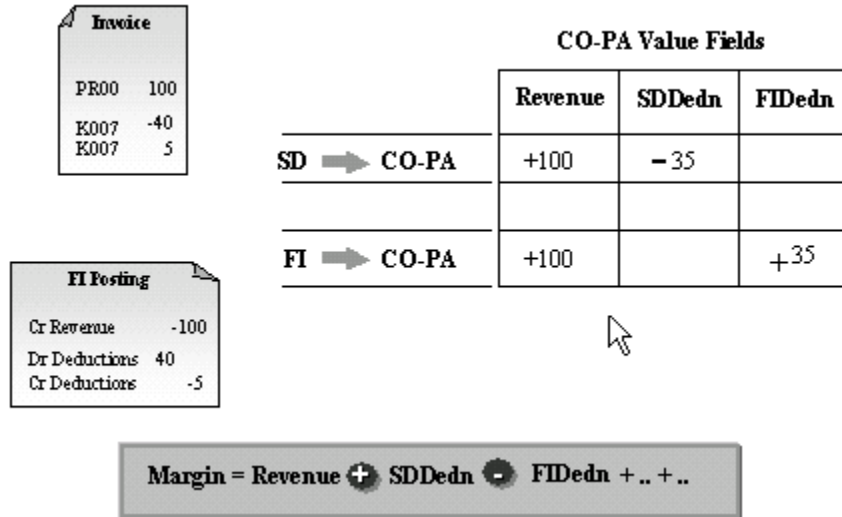 Invoice
PR00 100
K007 -40
K007 5
CO-PA Value Fields
Revenue SDDedn FIDedn
SD CO-PA +100 - 35
FI CO-PA +100 +35
FI Posting
Cr Revenue -100
Dr Deductions 40
Cr Deductions -5
Margin = Revenue + SDDedn - FIDedn + .. + ..